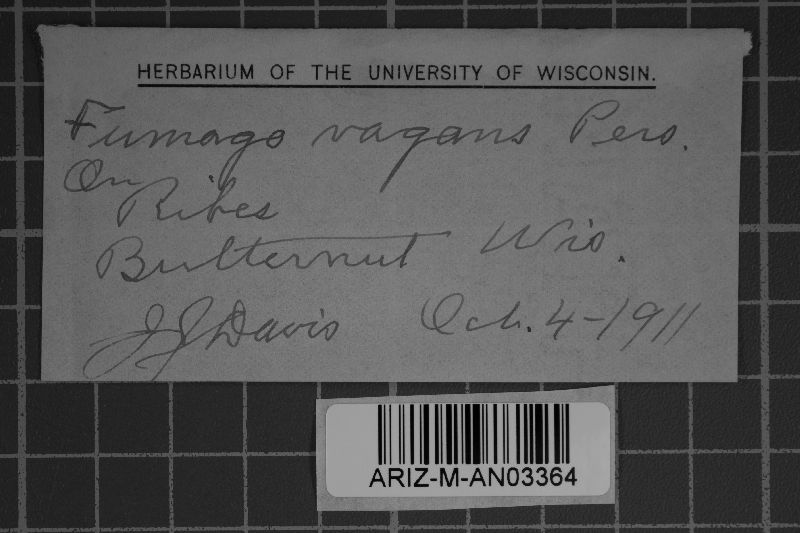 HERBARIUM OF THE UNIVERSITY OF WISCONSIN.
Fumago vagans Pers.
On
Ribes
Butternut Wis.
J J Davis Oct. 4-1911
ARIZ-M-AN03364